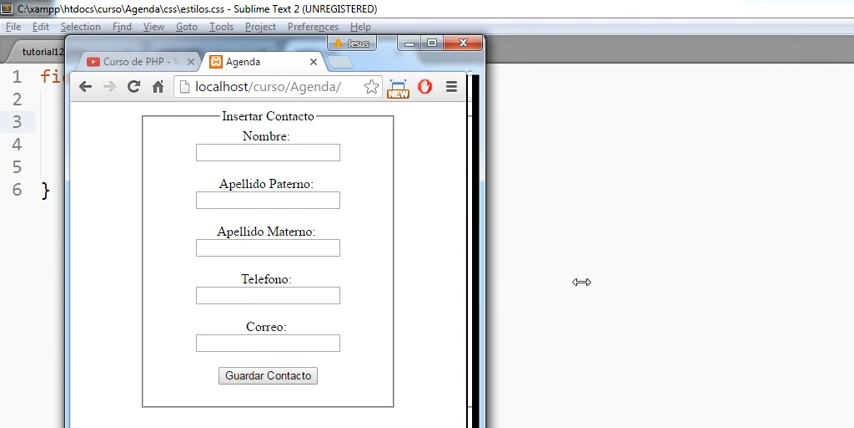 C:\xampp\htdocs\curso\Agenda\css\estilos.css - Sublime Text 2 (UNREGISTERED)
File Edit Selection Find View Goto Tools Project Preferences Help
tutorial12
Jesus
Curso de PHP - Y
Agenda
localhost/curso/Agenda/
NEW
1
2
3
4
5
6 }
Insertar Contacto
Nombre:
Apellido Paterno:
Apellido Materno:
Telefono:
Correo:
Guardar Contacto